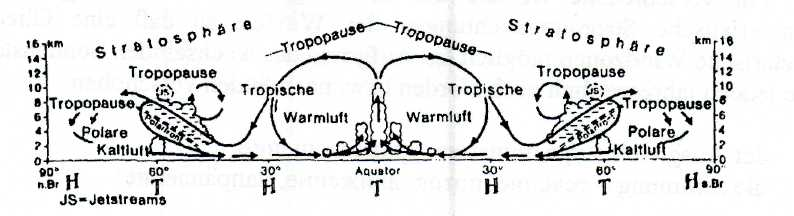 Stratosphäre
Tropopause
Tropopause
Stratosphäre
16 km
14
12
10
8
6
4
2
0
km 16
14
12
10
8
6
4
2
0
Tropopause
JS
Tropopause
Polare
Kaltluft
Polarfront
Tropische
Warmluft
Warmluft
Tropische
Tropopause
JS
Tropopause
Polarfront
Polare
Kaltluft
90°
n.Br.
60°
30°
Äquator
30°
60°
90°
s.Br.
H
T
H
T
H
T
H
JS=Jetstreams